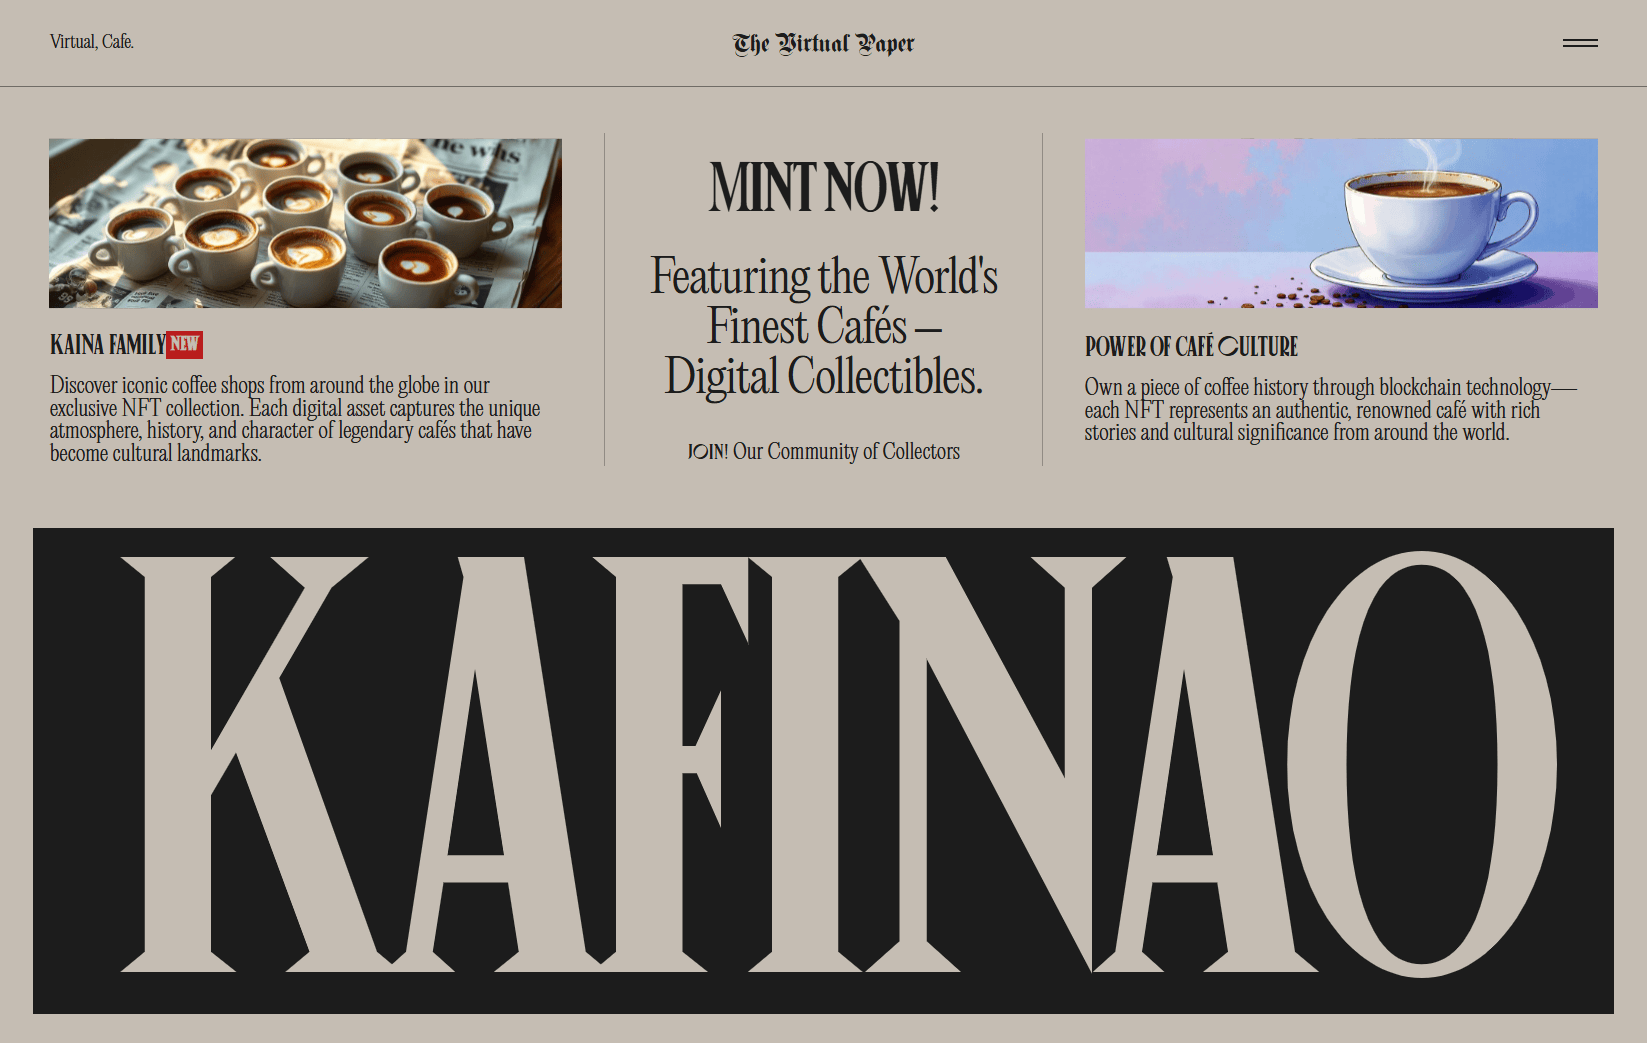 Virtual, Cafe.
The Virtual Paper
he whs
KAINA FAMILY NEW
Discover iconic coffee shops from around the globe in our
exclusive NFT collection. Each digital asset captures the unique
atmosphere, history, and character of legendary cafés that have
become cultural landmarks.
MINT NOW!
Featuring the World's
Finest Cafés —
Digital Collectibles.
JOIN! Our Community of Collectors
POWER OF CAFÉ CULTURE
Own a piece of coffee history through blockchain technology—
each NFT represents an authentic, renowned café with rich
stories and cultural significance from around the world.
KAFINAO